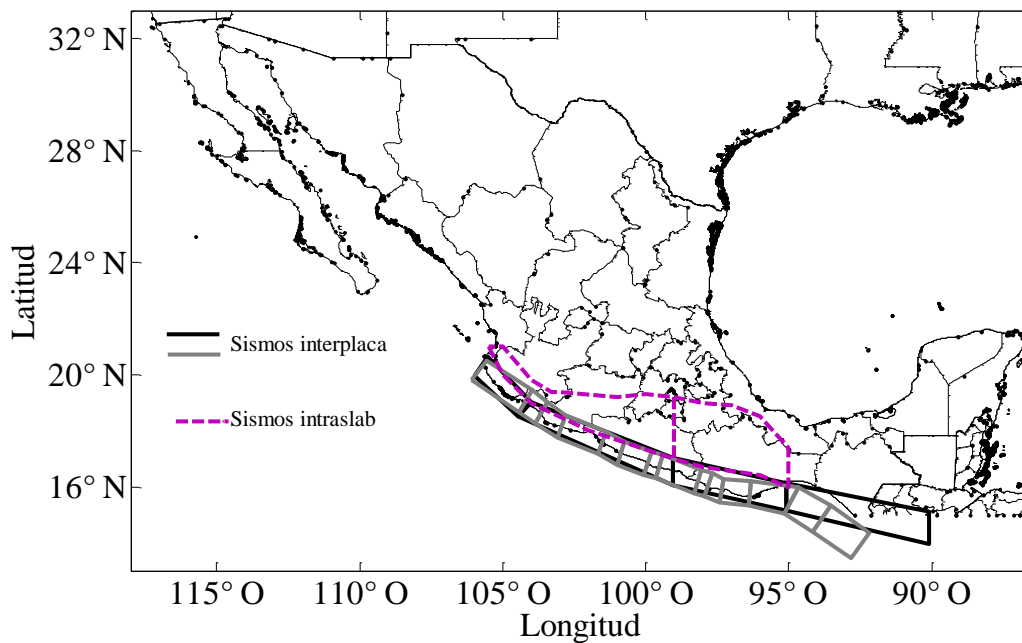 32° N
28° N
24° N
20° N
16° N
Latitud
Sismos interplaca
Sismos intraslab
115° O 110° O 105° O 100° O 95° O 90° O
Longitud